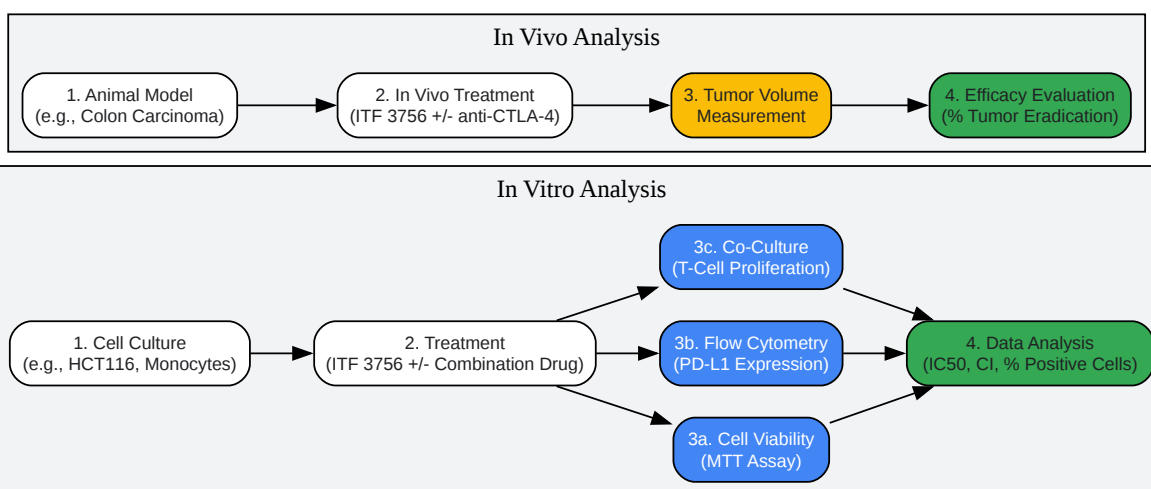 In Vivo Analysis
1. Animal Model
(e.g., Colon Carcinoma)
2. In Vivo Treatment
(ITF 3756 +/- anti-CTLA-4)
3. Tumor Volume
Measurement
4. Efficacy Evaluation
(% Tumor Eradication)
In Vitro Analysis
1. Cell Culture
(e.g., HCT116, Monocytes)
2. Treatment
(ITF 3756 +/- Combination Drug)
3c. Co-Culture
(T-Cell Proliferation)
3b. Flow Cytometry
(PD-L1 Expression)
3a. Cell Viability
(MTT Assay)
4. Data Analysis
(IC50, CI, % Positive Cells)